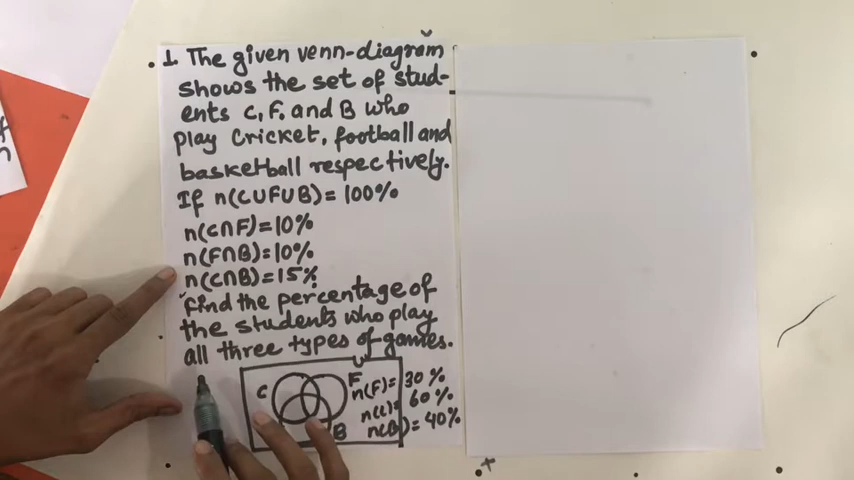 1. The given venn-diagram
shows the set of stud-
ents C, F, and B who
play Cricket, football and
basketball respectively.
If n(C∪F∪B) = 100%
n(C∩F)=10%
n(F∩B)=10%
n(C∩B)=15%
find the percentage of
the students who play
all three types of games.
C
F
n(F)= 30%
n(C)= 60%
B
n(B) = 40%